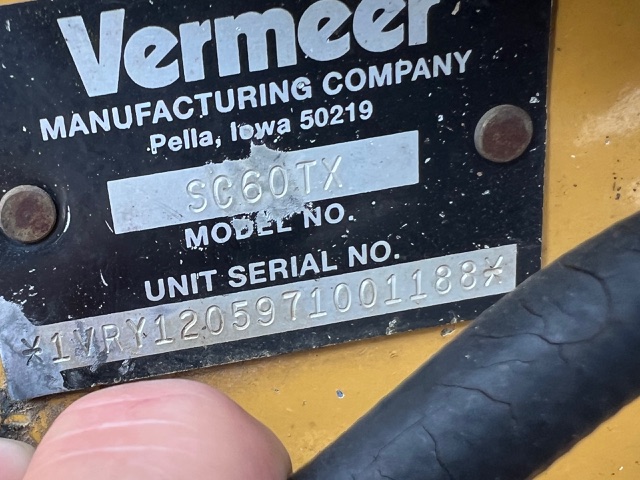 Vermeer
MANUFACTURING COMPANY
Pella, Iowa 50219
SC60TX
MODEL NO.
UNIT SERIAL NO.
*1VRY1205971001188*